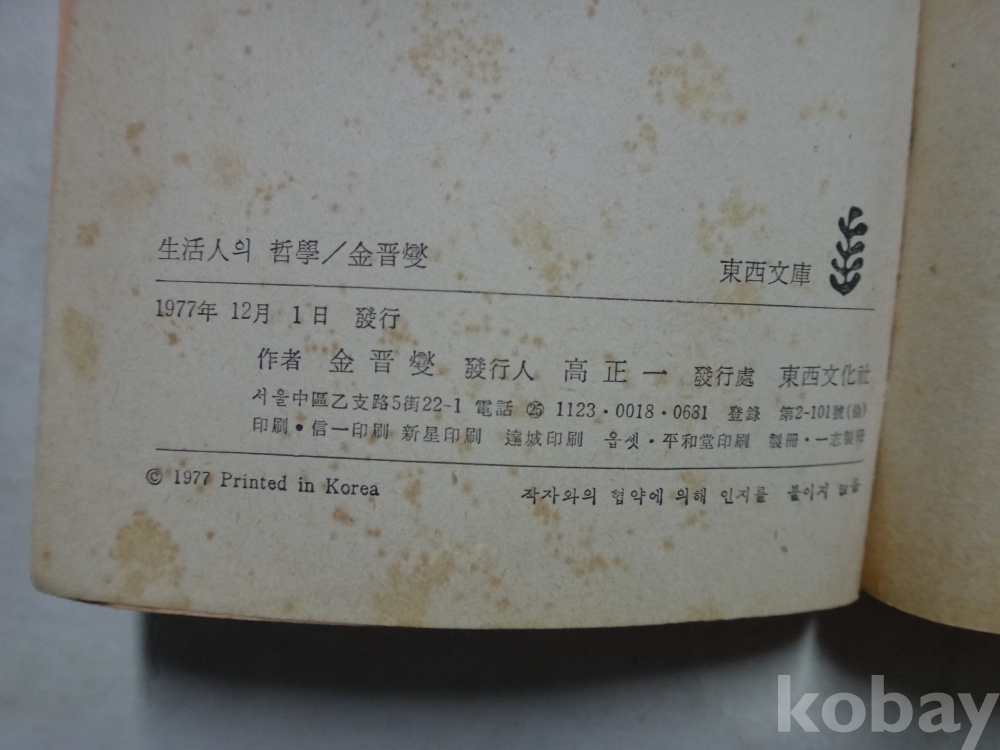 生活人의 哲學/金晋燮
東西文庫
1977年 12月 1日 發行
作者 金晋燮 發行人 高正一 發行處 東西文化社
서울中區乙支路5街22-1 電話 ㉕ 1123·0018·0631 登錄 第2-101號
印刷·信一印刷 新星印刷 達城印刷 옵셋·平和堂印刷 製冊·一志製冊
© 1977 Printed in Korea
작자와의 협약에 의해 인지를 붙이지 않음
kobay